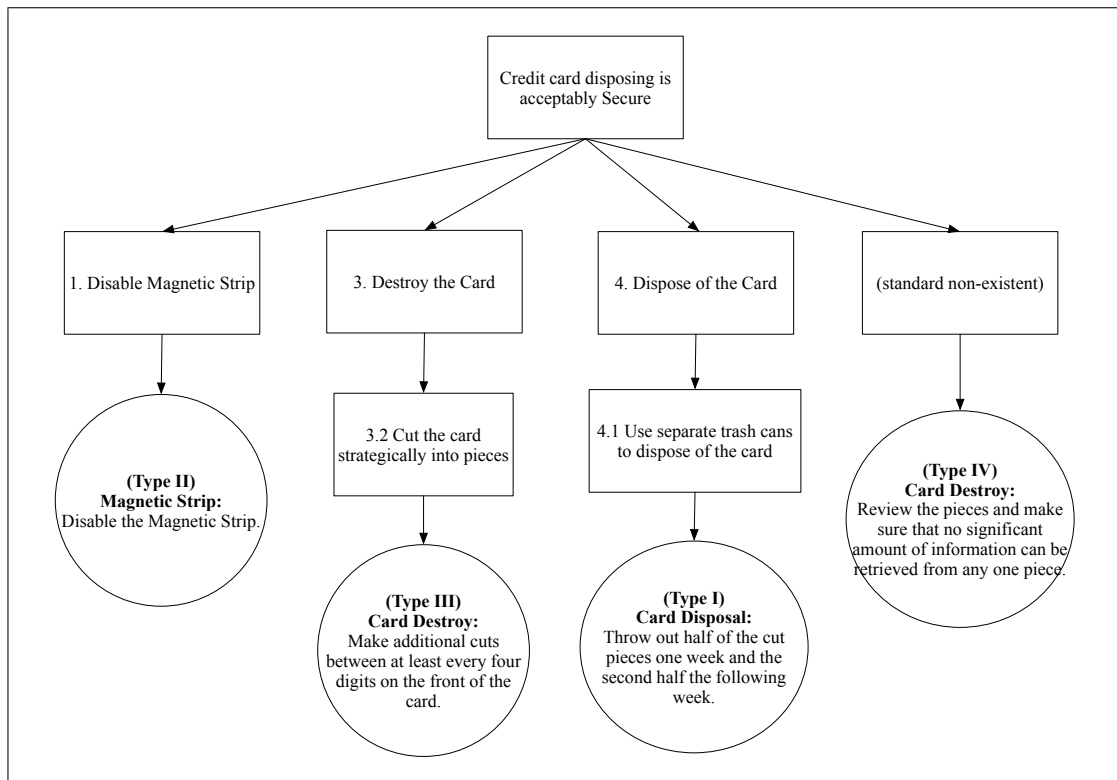 Credit card disposing is
acceptably Secure
1. Disable Magnetic Strip
3. Destroy the Card
4. Dispose of the Card
(standard non-existent)
3.2 Cut the card
strategically into pieces
4.1 Use separate trash cans
to dispose of the card
(Type II)
Magnetic Strip:
Disable the Magnetic Strip.
(Type III)
Card Destroy:
Make additional cuts
between at least every four
digits on the front of the
card.
(Type I)
Card Disposal:
Throw out half of the cut
pieces one week and the
second half the following
week.
(Type IV)
Card Destroy:
Review the pieces and make
sure that no significant
amount of information can be
retrieved from any one piece.